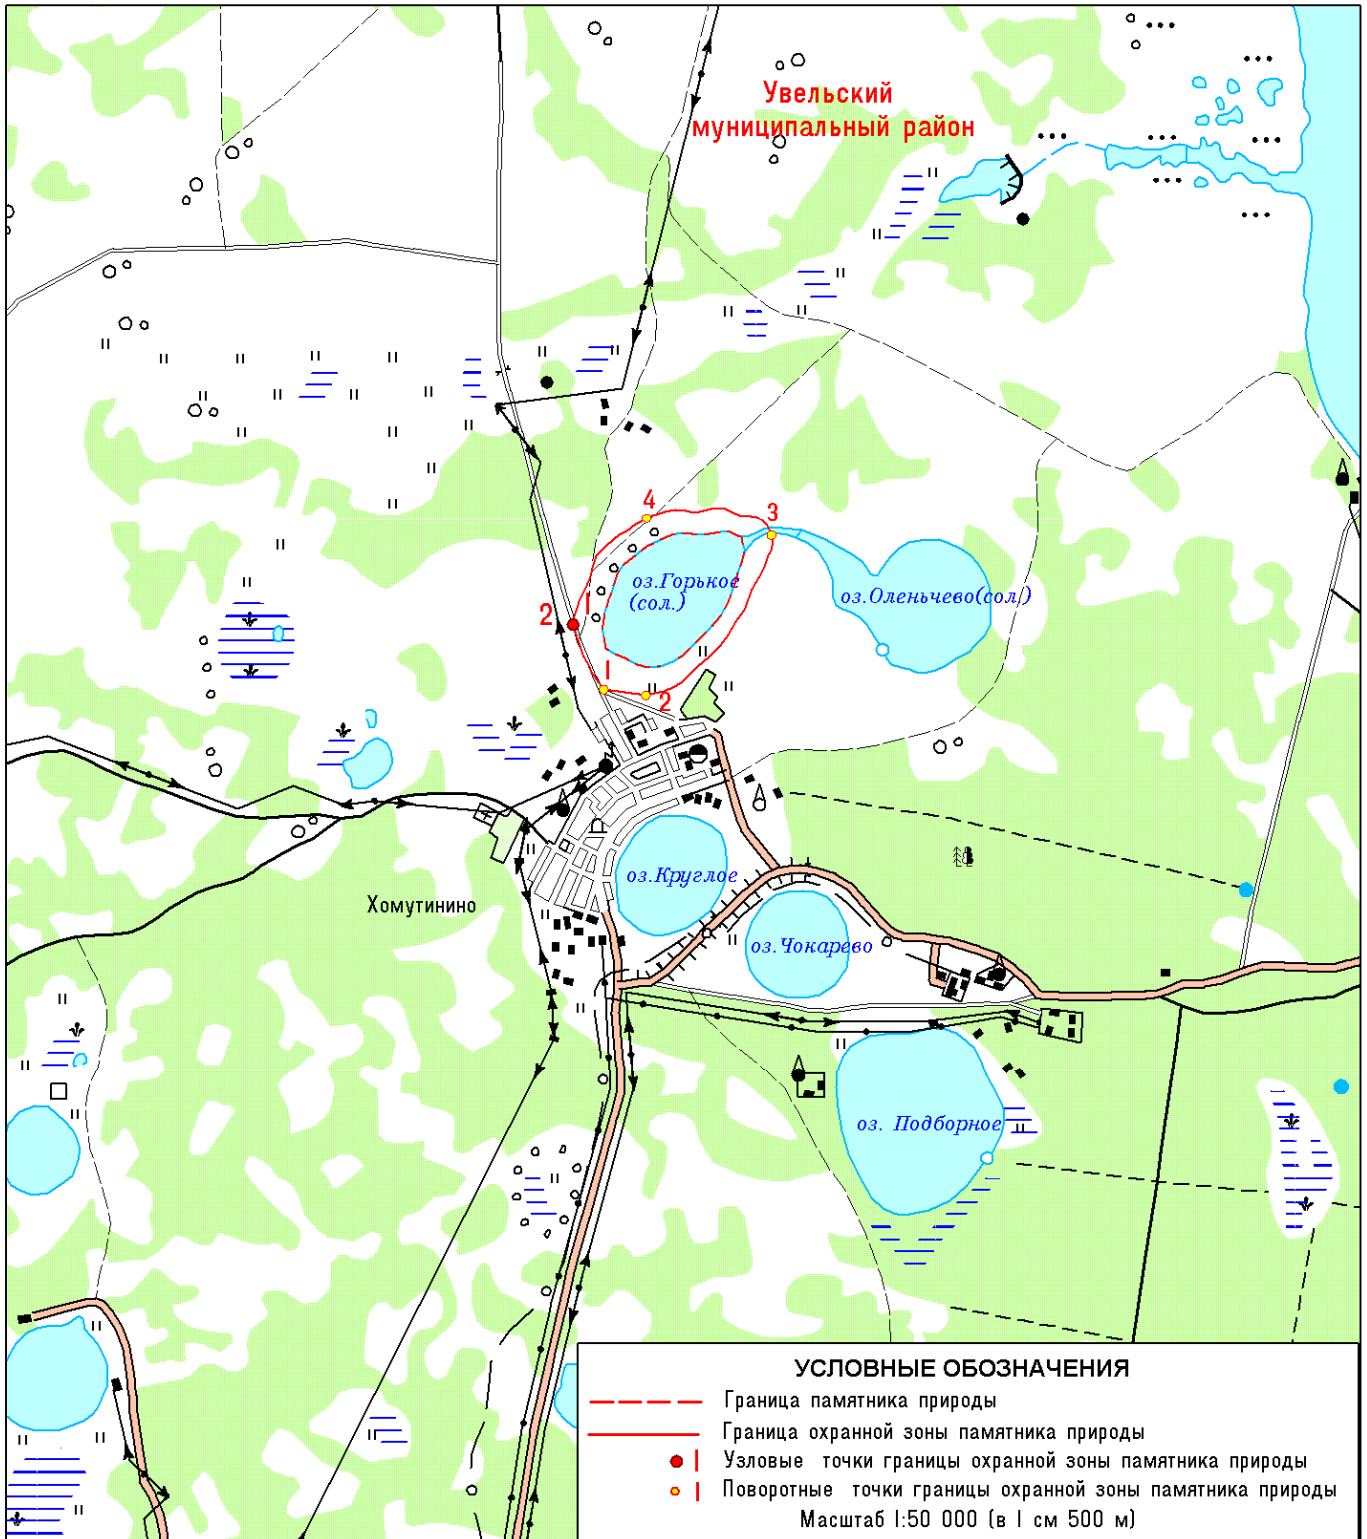 Увельский
муниципальный район
4
3
оз.Горькое
(сол.)
оз.Оленьчево(сол.)
2
1
1
2
оз.Круглое
Хомутинино
оз.Чокарево
оз. Подборное
УСЛОВНЫЕ ОБОЗНАЧЕНИЯ
Граница памятника природы
Граница охранной зоны памятника природы
1 Узловые точки границы охранной зоны памятника природы
1 Поворотные точки границы охранной зоны памятника природы
Масштаб 1:50 000 (в 1 см 500 м)